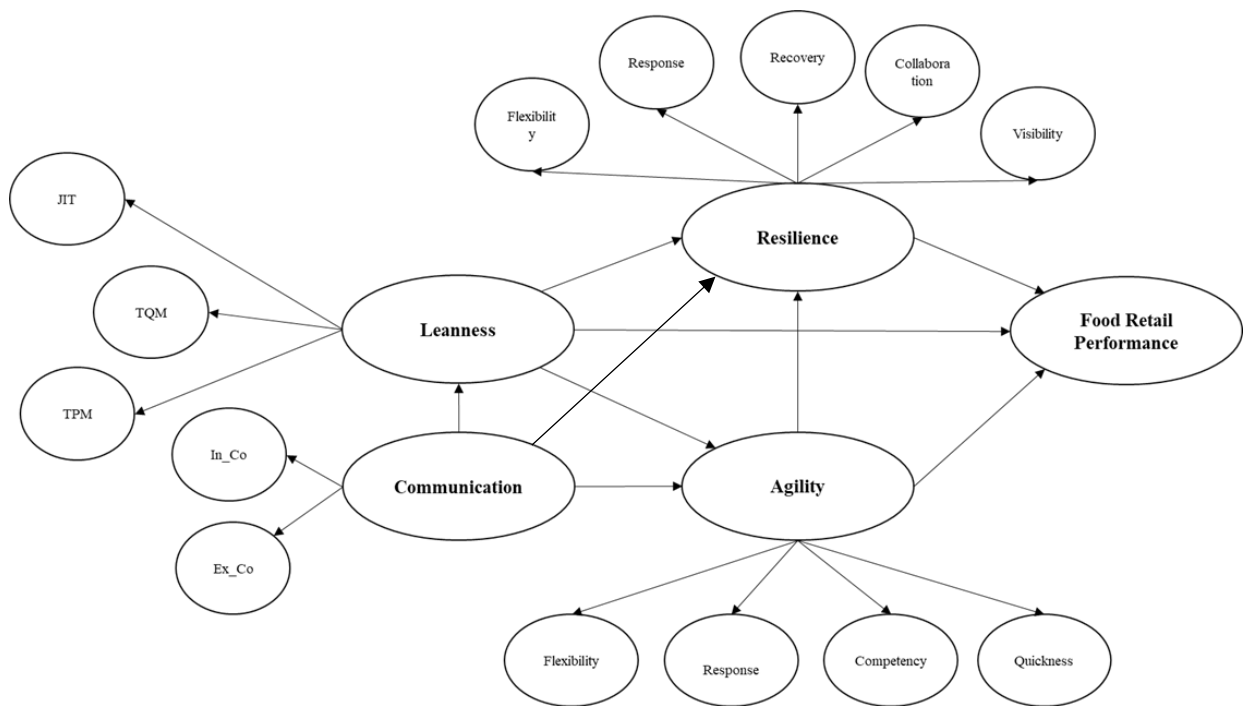 Recovery
Response
Collabora
tion
Flexibilit
y
Visibility
JIT
Resilience
TQM
Leanness
Food Retail
Performance
TPM
In_Co
Communication
Agility
Ex_Co
Flexibility
Response
Competency
Quickness